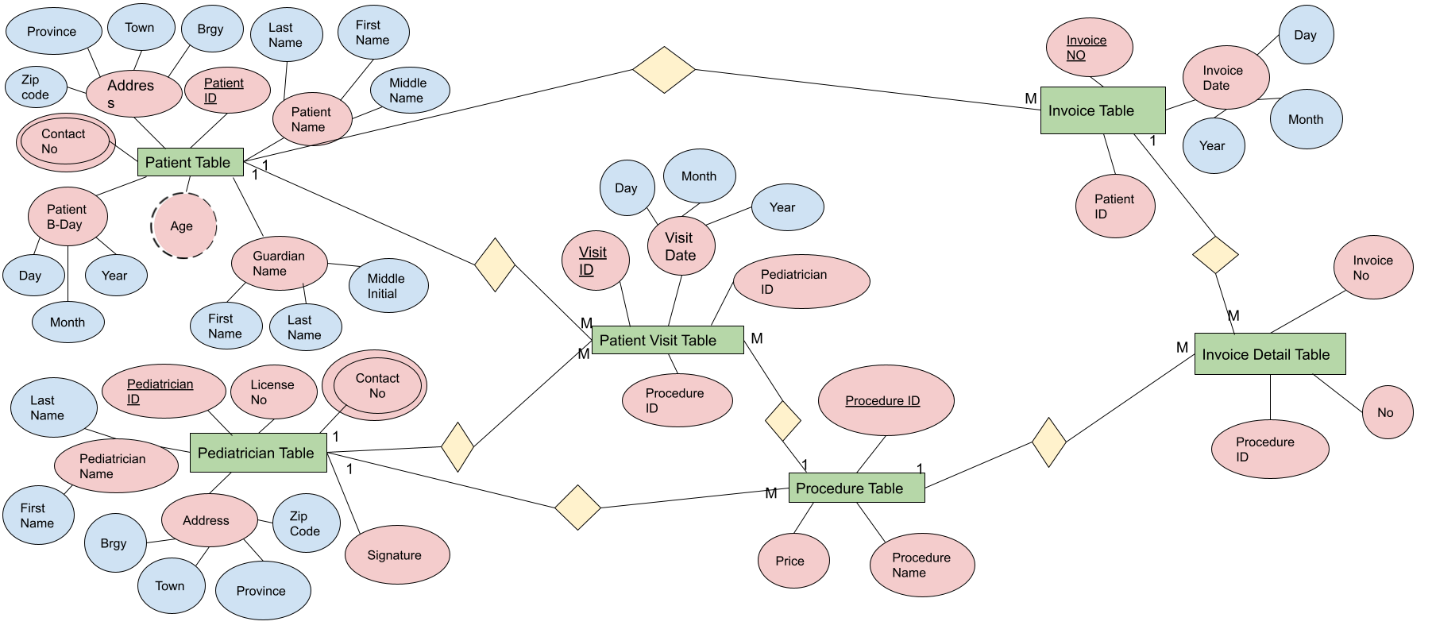 Province
Town
Brgy
Last
Name
First
Name
Zip
code
Addres
s
Patient
ID
Middle
Name
Patient
Name
Contact
No
Patient Table
1
1
Patient
B-Day
Age
Day
Year
Month
Guardian
Name
Middle
Initial
First
Name
Last
Name
Invoice
NO
Day
Invoice
Date
M
Invoice Table
Month
Year
1
Patient
ID
Day
Month
Year
Visit
ID
Visit
Date
Pediatrician
ID
M
Patient Visit Table
M
M
Procedure
ID
Invoice
No
M
M
Invoice Detail Table
No
Procedure
ID
Pediatrician
ID
License
No
Contact
No
Last
Name
1
Pediatrician Table
1
Pediatrician
Name
First
Name
Address
Zip
Code
Brgy
Town
Province
Signature
Procedure ID
1
1
M
Procedure Table
Price
Procedure
Name